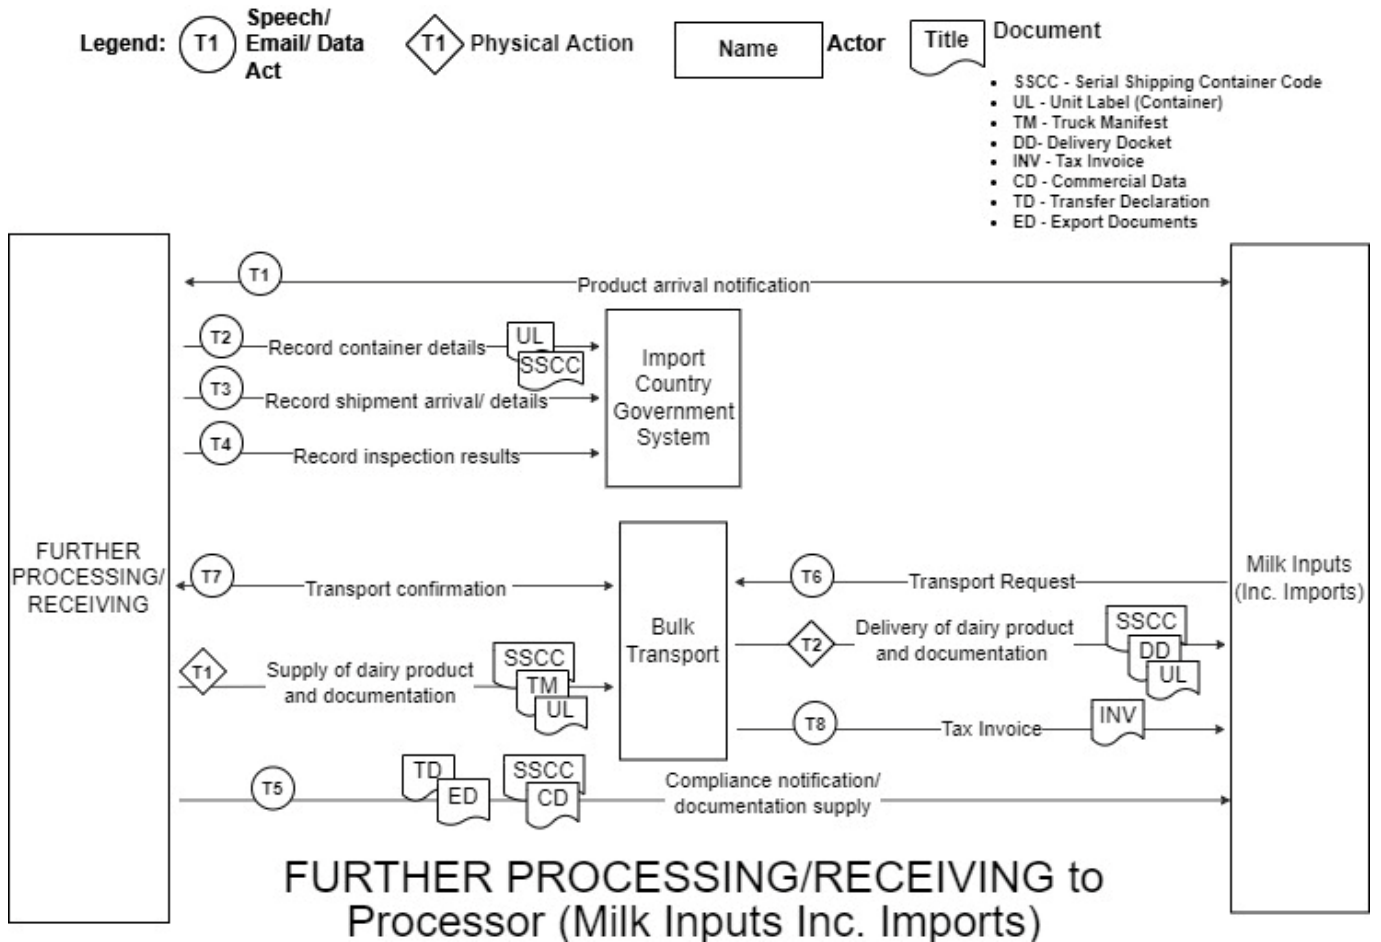 Legend:
T1
Speech/
Email/ Data
Act
T1
Physical Action
Name
Actor
Title
Document
• SSCC - Serial Shipping Container Code
• UL - Unit Label (Container)
• TM - Truck Manifest
• DD- Delivery Docket
• INV - Tax Invoice
• CD - Commercial Data
• TD - Transfer Declaration
• ED - Export Documents
FURTHER
PROCESSING/
RECEIVING
T1
Product arrival notification
T2
Record container details
UL
SSCC
T3
Record shipment arrival/ details
T4
Record inspection results
Import
Country
Government
System
T7
Transport confirmation
T1
Supply of dairy product
and documentation
SSCC
TM
UL
Bulk
Transport
T6
Transport Request
T2
Delivery of dairy product
and documentation
SSCC
DD
UL
T8
Tax Invoice
INV
T5
TD
ED
SSCC
CD
Compliance notification/
documentation supply
Milk Inputs
(Inc. Imports)
FURTHER PROCESSING/RECEIVING to
Processor (Milk Inputs Inc. Imports)